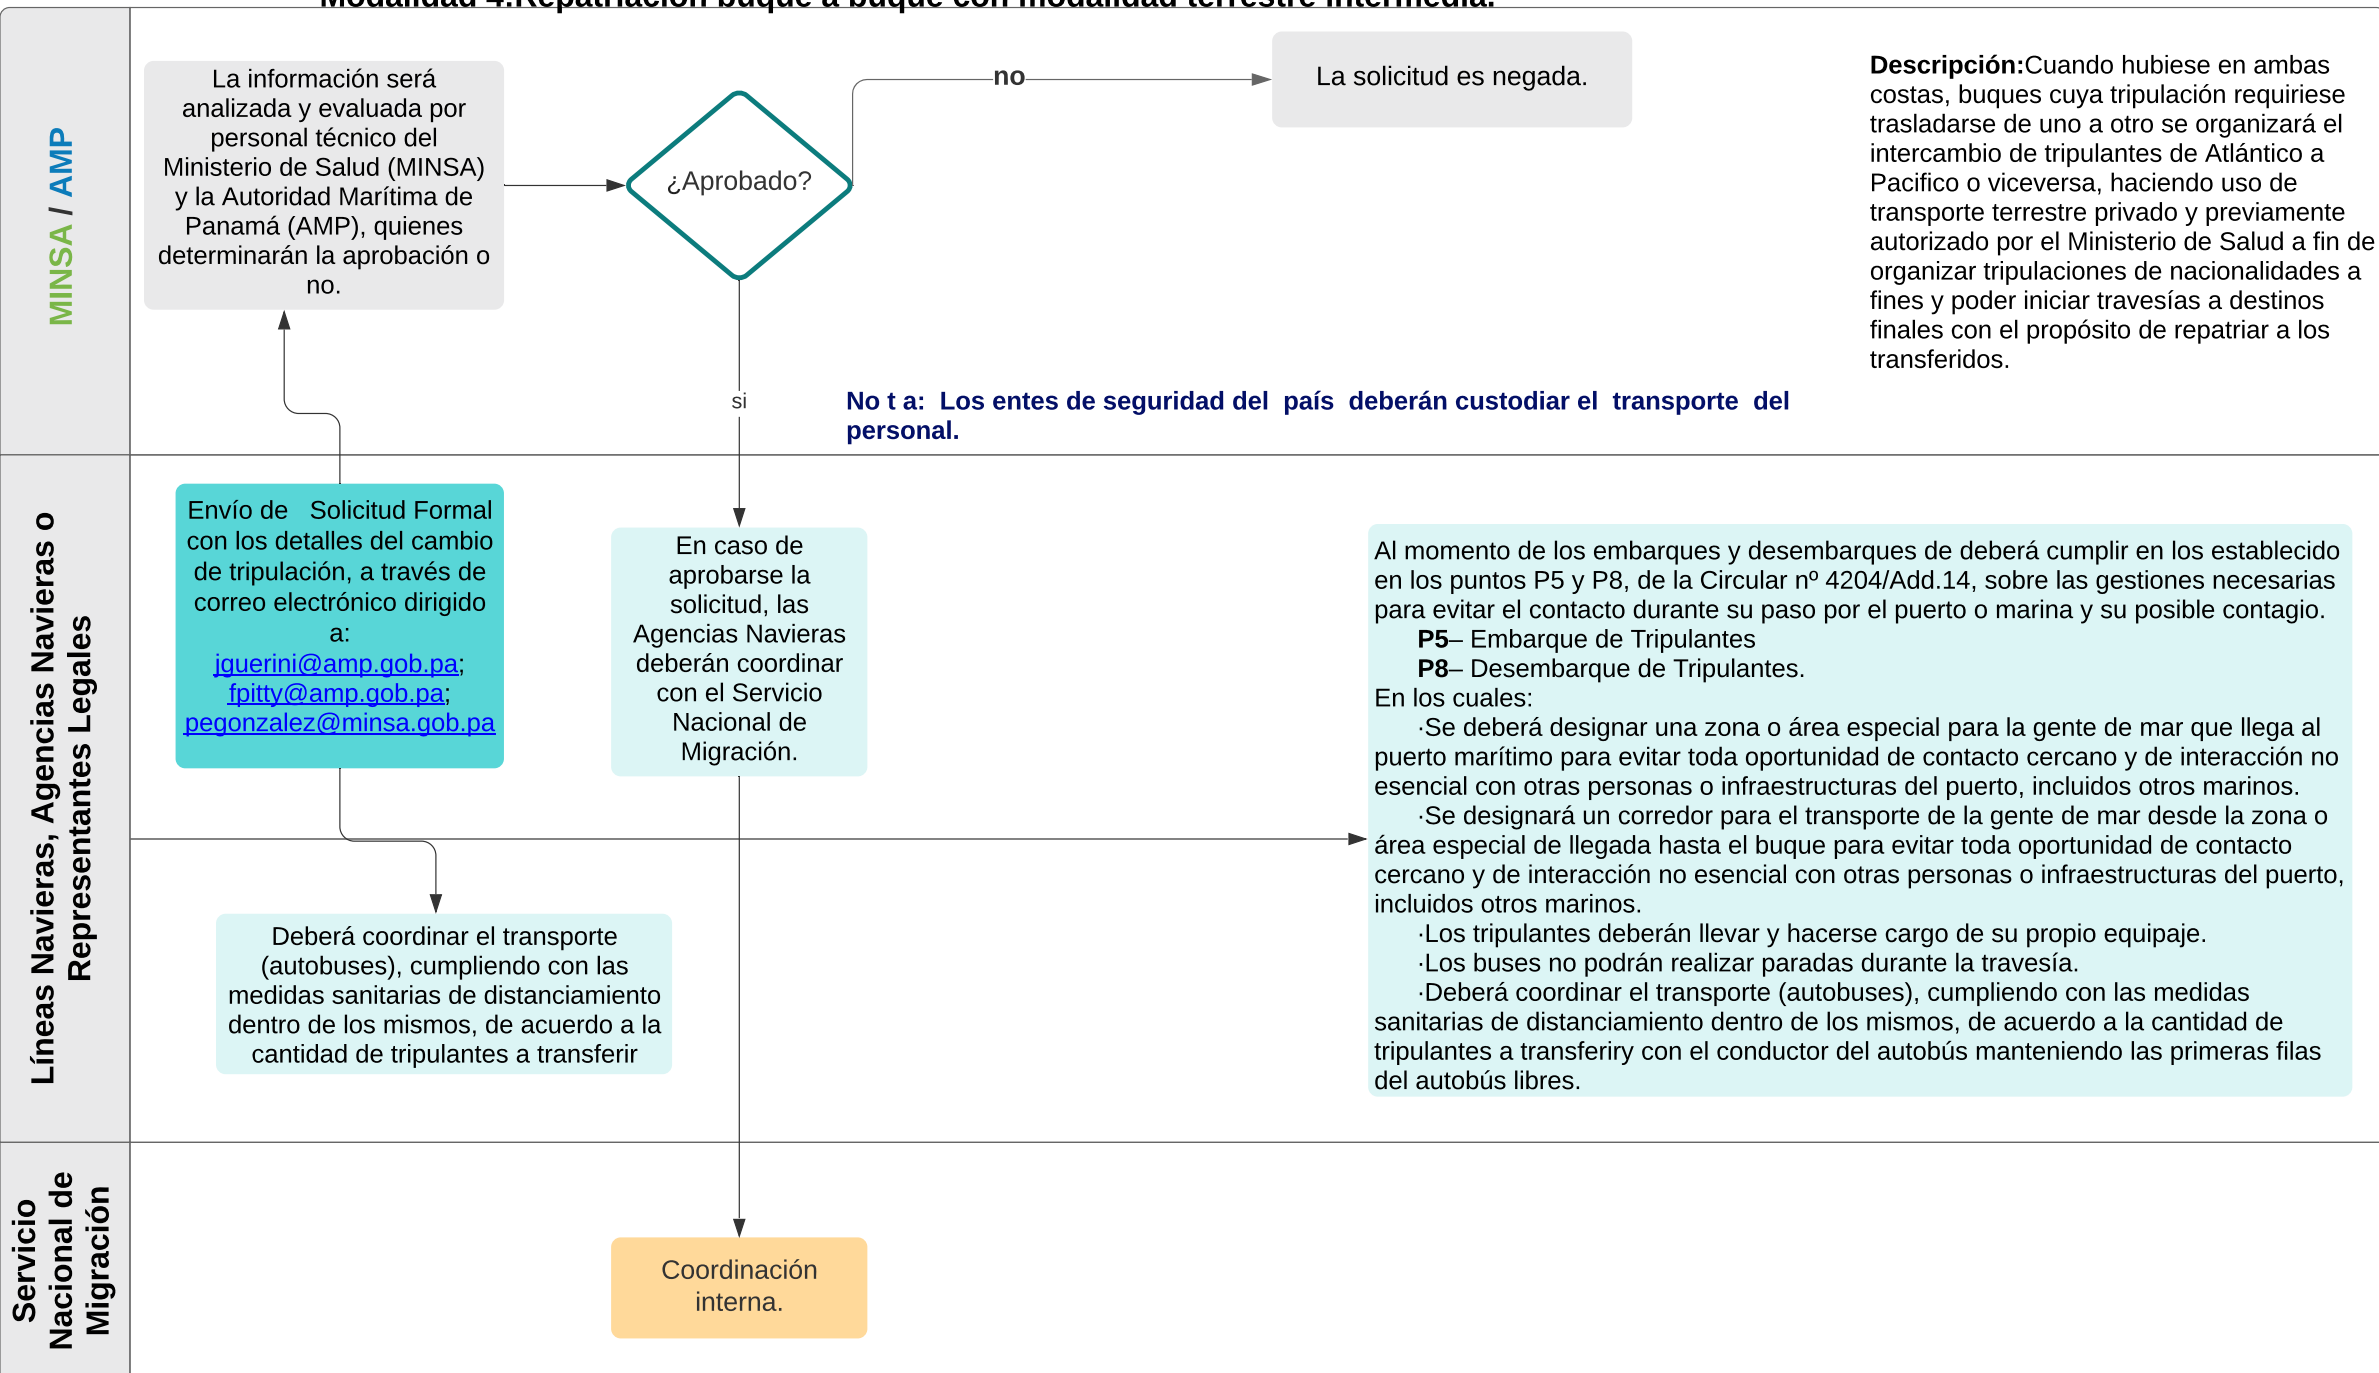 Modalidad 4.Repatriación buque a buque con modalidad terrestre intermedia.
MINSA / AMP
La información será
analizada y evaluada por
personal técnico del
Ministerio de Salud (MINSA)
y la Autoridad Marítima de
Panamá (AMP), quienes
determinarán la aprobación o
no.
¿Aprobado?
no
La solicitud es negada.
Descripción:Cuando hubiese en ambas
costas, buques cuya tripulación requiriese
trasladarse de uno a otro se organizará el
intercambio de tripulantes de Atlántico a
Pacifico o viceversa, haciendo uso de
transporte terrestre privado y previamente
autorizado por el Ministerio de Salud a fin de
organizar tripulaciones de nacionalidades a
fines y poder iniciar travesías a destinos
finales con el propósito de repatriar a los
transferidos.
si
No t a:  Los entes de seguridad del  país  deberán custodiar el  transporte  del
personal.
Líneas Navieras, Agencias Navieras o
Representantes Legales
Envío de   Solicitud Formal
con los detalles del cambio
de tripulación, a través de
correo electrónico dirigido
a:
jguerini@amp.gob.pa;
fpitty@amp.gob.pa;
pegonzalez@minsa.gob.pa
En caso de
aprobarse la
solicitud, las
Agencias Navieras
deberán coordinar
con el Servicio
Nacional de
Migración.
Al momento de los embarques y desembarques de deberá cumplir en los establecido
en los puntos P5 y P8, de la Circular nº 4204/Add.14, sobre las gestiones necesarias
para evitar el contacto durante su paso por el puerto o marina y su posible contagio.
P5– Embarque de Tripulantes
P8– Desembarque de Tripulantes.
En los cuales:
·Se deberá designar una zona o área especial para la gente de mar que llega al
puerto marítimo para evitar toda oportunidad de contacto cercano y de interacción no
esencial con otras personas o infraestructuras del puerto, incluidos otros marinos.
·Se designará un corredor para el transporte de la gente de mar desde la zona o
área especial de llegada hasta el buque para evitar toda oportunidad de contacto
cercano y de interacción no esencial con otras personas o infraestructuras del puerto,
incluidos otros marinos.
·Los tripulantes deberán llevar y hacerse cargo de su propio equipaje.
·Los buses no podrán realizar paradas durante la travesía.
·Deberá coordinar el transporte (autobuses), cumpliendo con las medidas
sanitarias de distanciamiento dentro de los mismos, de acuerdo a la cantidad de
tripulantes a transferiry con el conductor del autobús manteniendo las primeras filas
del autobús libres.
Deberá coordinar el transporte
(autobuses), cumpliendo con las
medidas sanitarias de distanciamiento
dentro de los mismos, de acuerdo a la
cantidad de tripulantes a transferir
Servicio
Nacional de
Migración
Coordinación
interna.